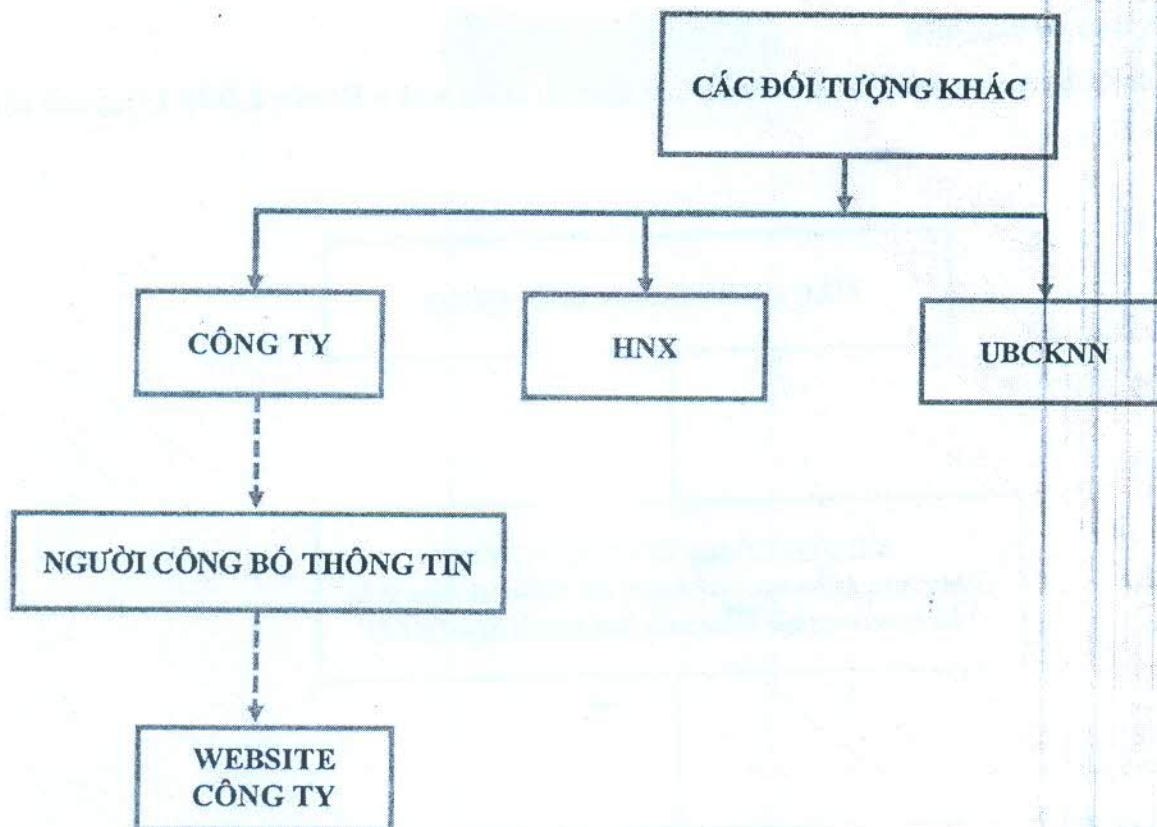 CÁC ĐỐI TƯỢNG KHÁC
CÔNG TY
HNX
UBCKNN
NGƯỜI CÔNG BỐ THÔNG TIN
WEBSITE
CÔNG TY